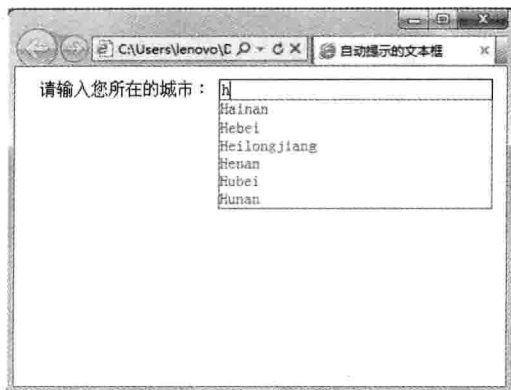 C:\Users\lenovo\D
自动提示的文本框
请输入您所在的城市：
h
Hainan
Hebei
Heilongjiang
Henan
Hubei
Hunan